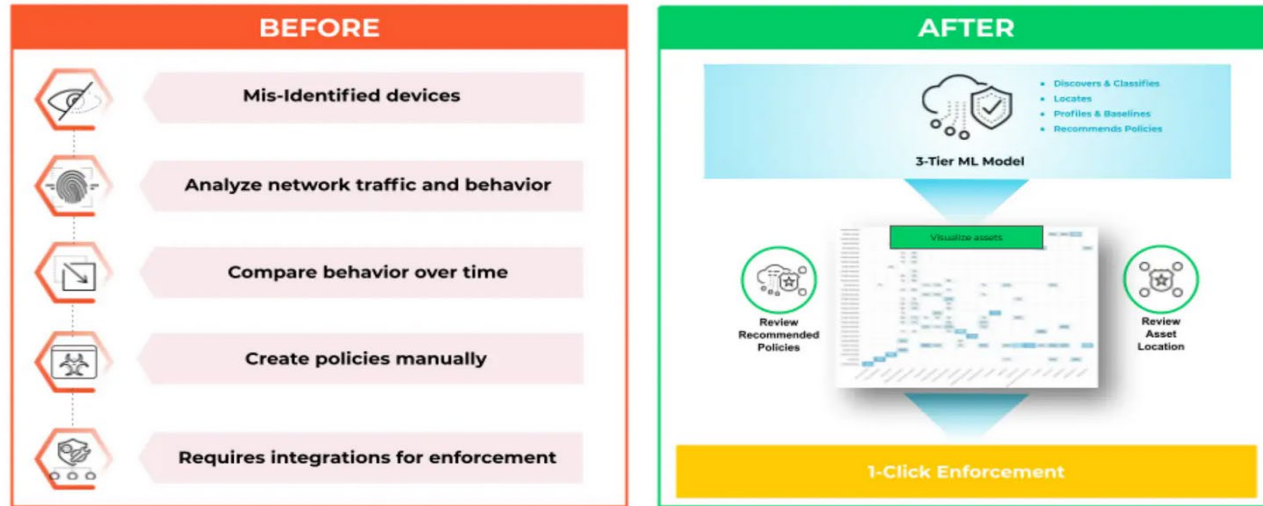 BEFORE
Mis-Identified devices
Analyze network traffic and behavior
Compare behavior over time
Create policies manually
Requires integrations for enforcement
AFTER
Discovers & Classifies
Locates
Profiles & Baselines
Recommends Policies
3-Tier ML Model
Visualize assets
Review
Recommended
Policies
Review
Asset
Location
1-Click Enforcement